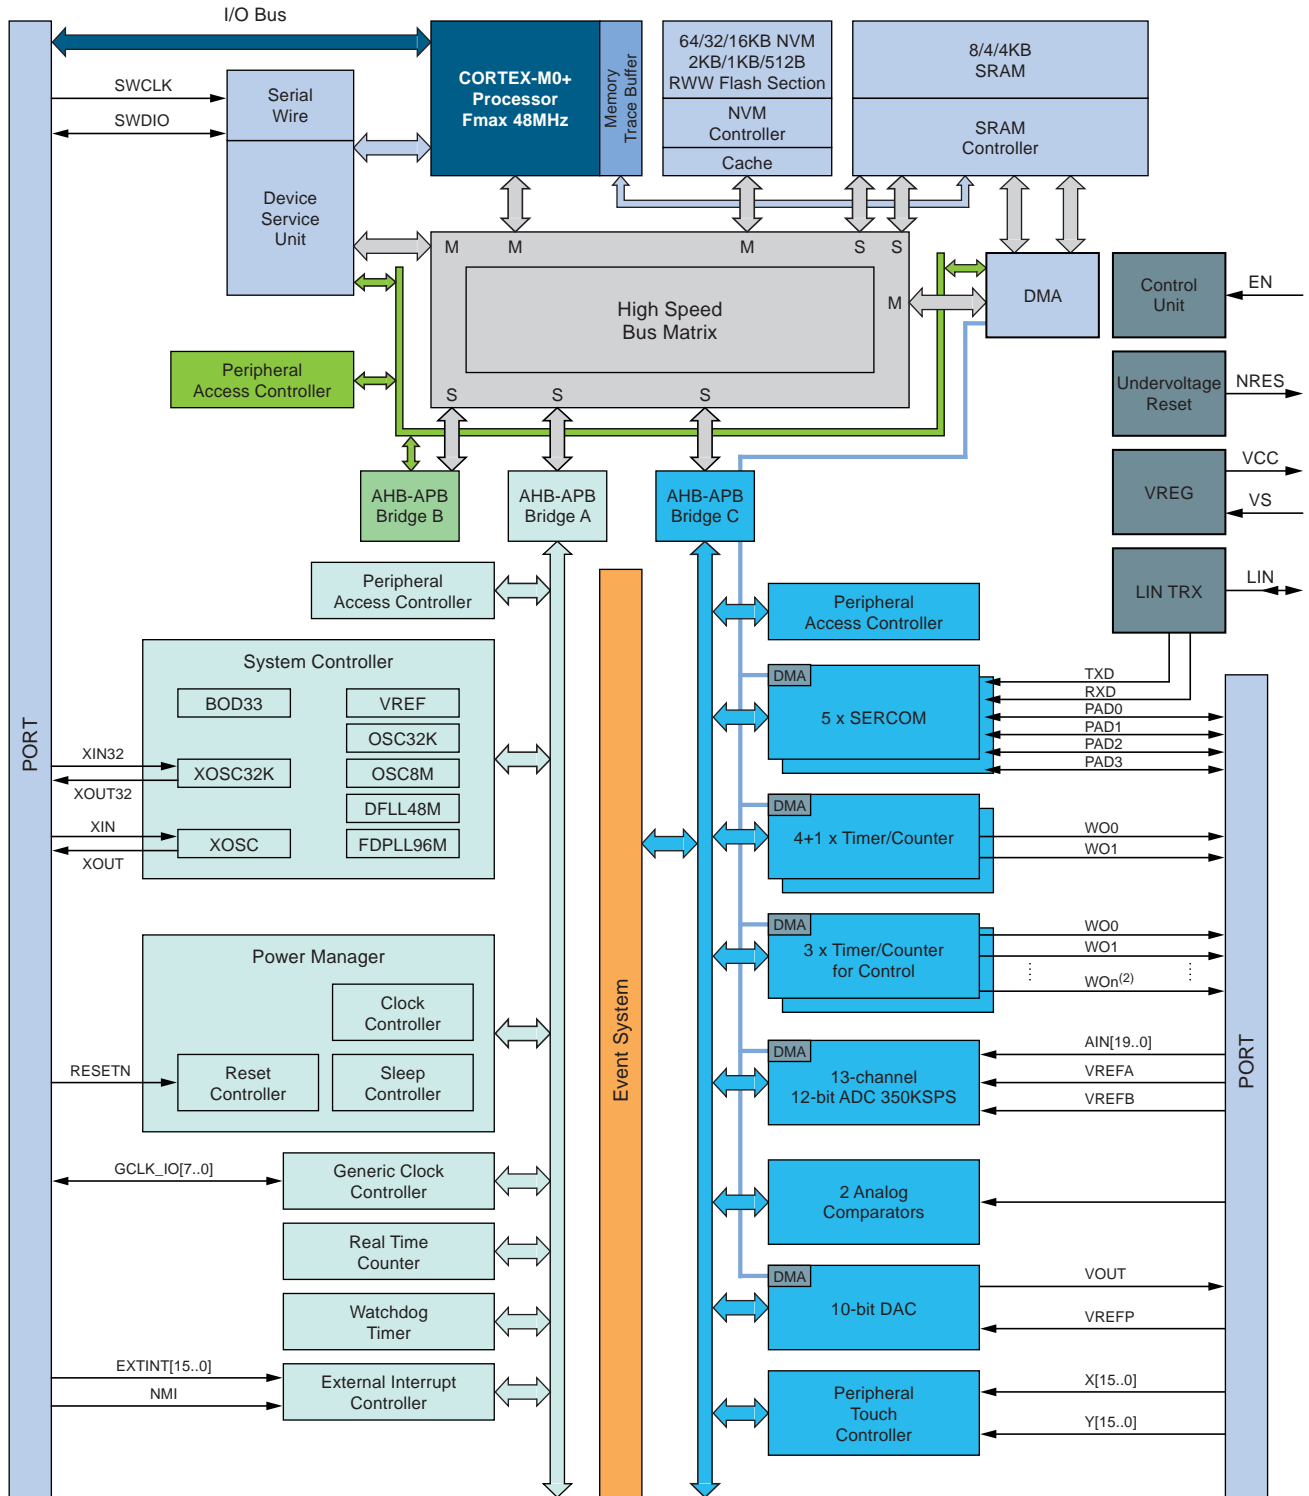 I/O Bus
SWCLK
SWDIO
Serial
Wire
Device
Service
Unit
CORTEX-M0+
Processor
Fmax 48MHz
Memory
Trace Buffer
64/32/16KB NVM
2KB/1KB/512B
RWW Flash Section
NVM
Controller
Cache
8/4/4KB
SRAM
SRAM
Controller
M
M
M
S
S
M
High Speed
Bus Matrix
S
S
S
DMA
Control
Unit
EN
Undervoltage
Reset
NRES
VREG
VCC
VS
LIN TRX
LIN
Peripheral
Access Controller
AHB-APB
Bridge B
AHB-APB
Bridge A
AHB-APB
Bridge C
PORT
Peripheral
Access Controller
System Controller
BOD33
VREF
OSC32K
XOSC32K
OSC8M
DFLL48M
XOSC
FDPLL96M
XIN32
XOUT32
XIN
XOUT
Power Manager
Clock
Controller
Reset
Controller
Sleep
Controller
RESETN
GCLK_IO[7..0]
Generic Clock
Controller
Real Time
Counter
Watchdog
Timer
EXTINT[15..0]
NMI
External Interrupt
Controller
Event System
Peripheral
Access Controller
DMA
5 x SERCOM
TXD
RXD
PAD0
PAD1
PAD2
PAD3
DMA
4+1 x Timer/Counter
WO0
WO1
DMA
3 x Timer/Counter
for Control
WO0
WO1
WOn(2)
DMA
13-channel
12-bit ADC 350KSPS
AIN[19..0]
VREFA
VREFB
2 Analog
Comparators
DMA
10-bit DAC
VOUT
VREFP
Peripheral
Touch
Controller
X[15..0]
Y[15..0]
PORT